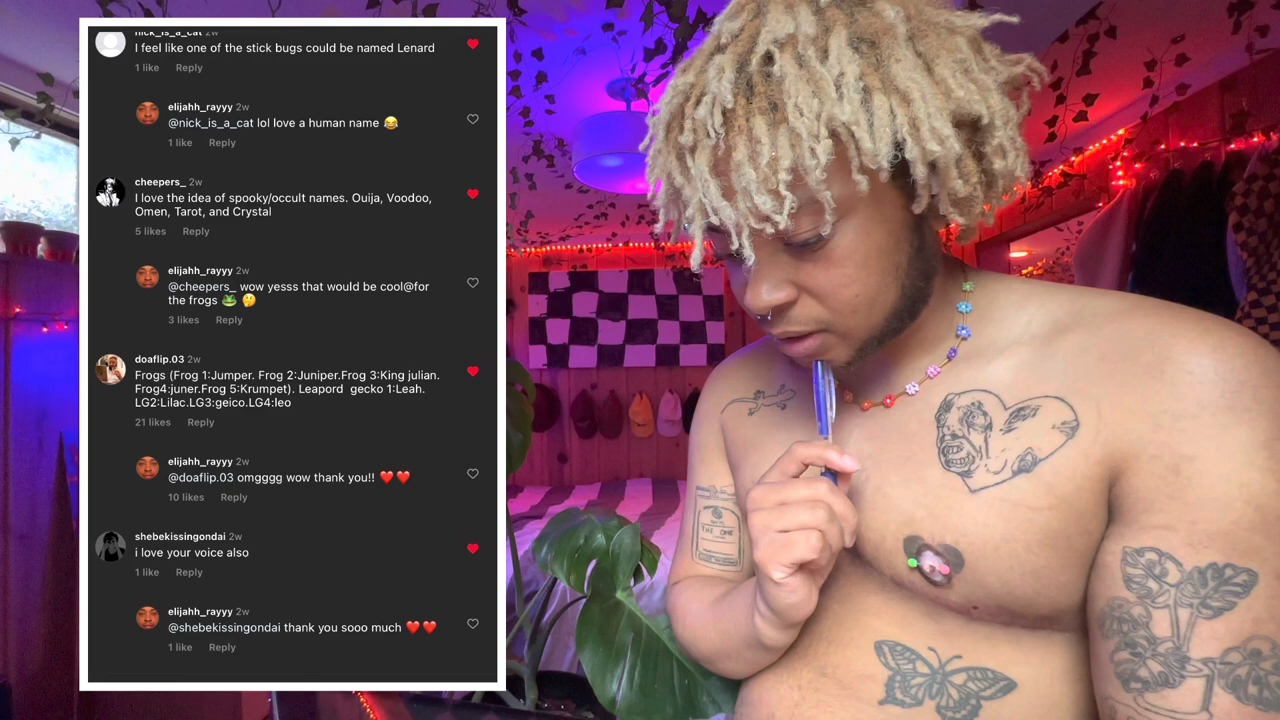 nick_is_a_cat 2w
I feel like one of the stick bugs could be named Lenard
1 like Reply
elijahh_rayyy 2w
@nick_is_a_cat lol love a human name 😂
1 like Reply
cheepers_ 2w
I love the idea of spooky/occult names. Ouija, Voodoo,
Omen, Tarot, and Crystal
5 likes Reply
elijahh_rayyy 2w
@cheepers_ wow yesss that would be cool@for
the frogs 🐸 🤔
3 likes Reply
doaflip.03 2w
Frogs (Frog 1:Jumper. Frog 2:Juniper.Frog 3:King julian.
Frog4:juner.Frog 5:Krumpet). Leapord gecko 1:Leah.
LG2:Lilac.LG3:geico.LG4:leo
21 likes Reply
elijahh_rayyy 2w
@doaflip.03 omgggg wow thank you!! ❤️❤️
10 likes Reply
shebekissingondai 2w
i love your voice also
1 like Reply
elijahh_rayyy 2w
@shebekissingondai thank you sooo much ❤️❤️
1 like Reply
THE ONE